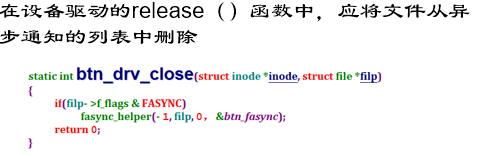 在设备驱动的release（）函数中，应将文件从异
步通知的列表中删除
static int btn_drv_close(struct inode *inode, struct file *filp)
{
if(filp- >f_flags & FASYNC)
fasync_helper(- 1, filp, 0， &btn_fasync);
return 0;
}